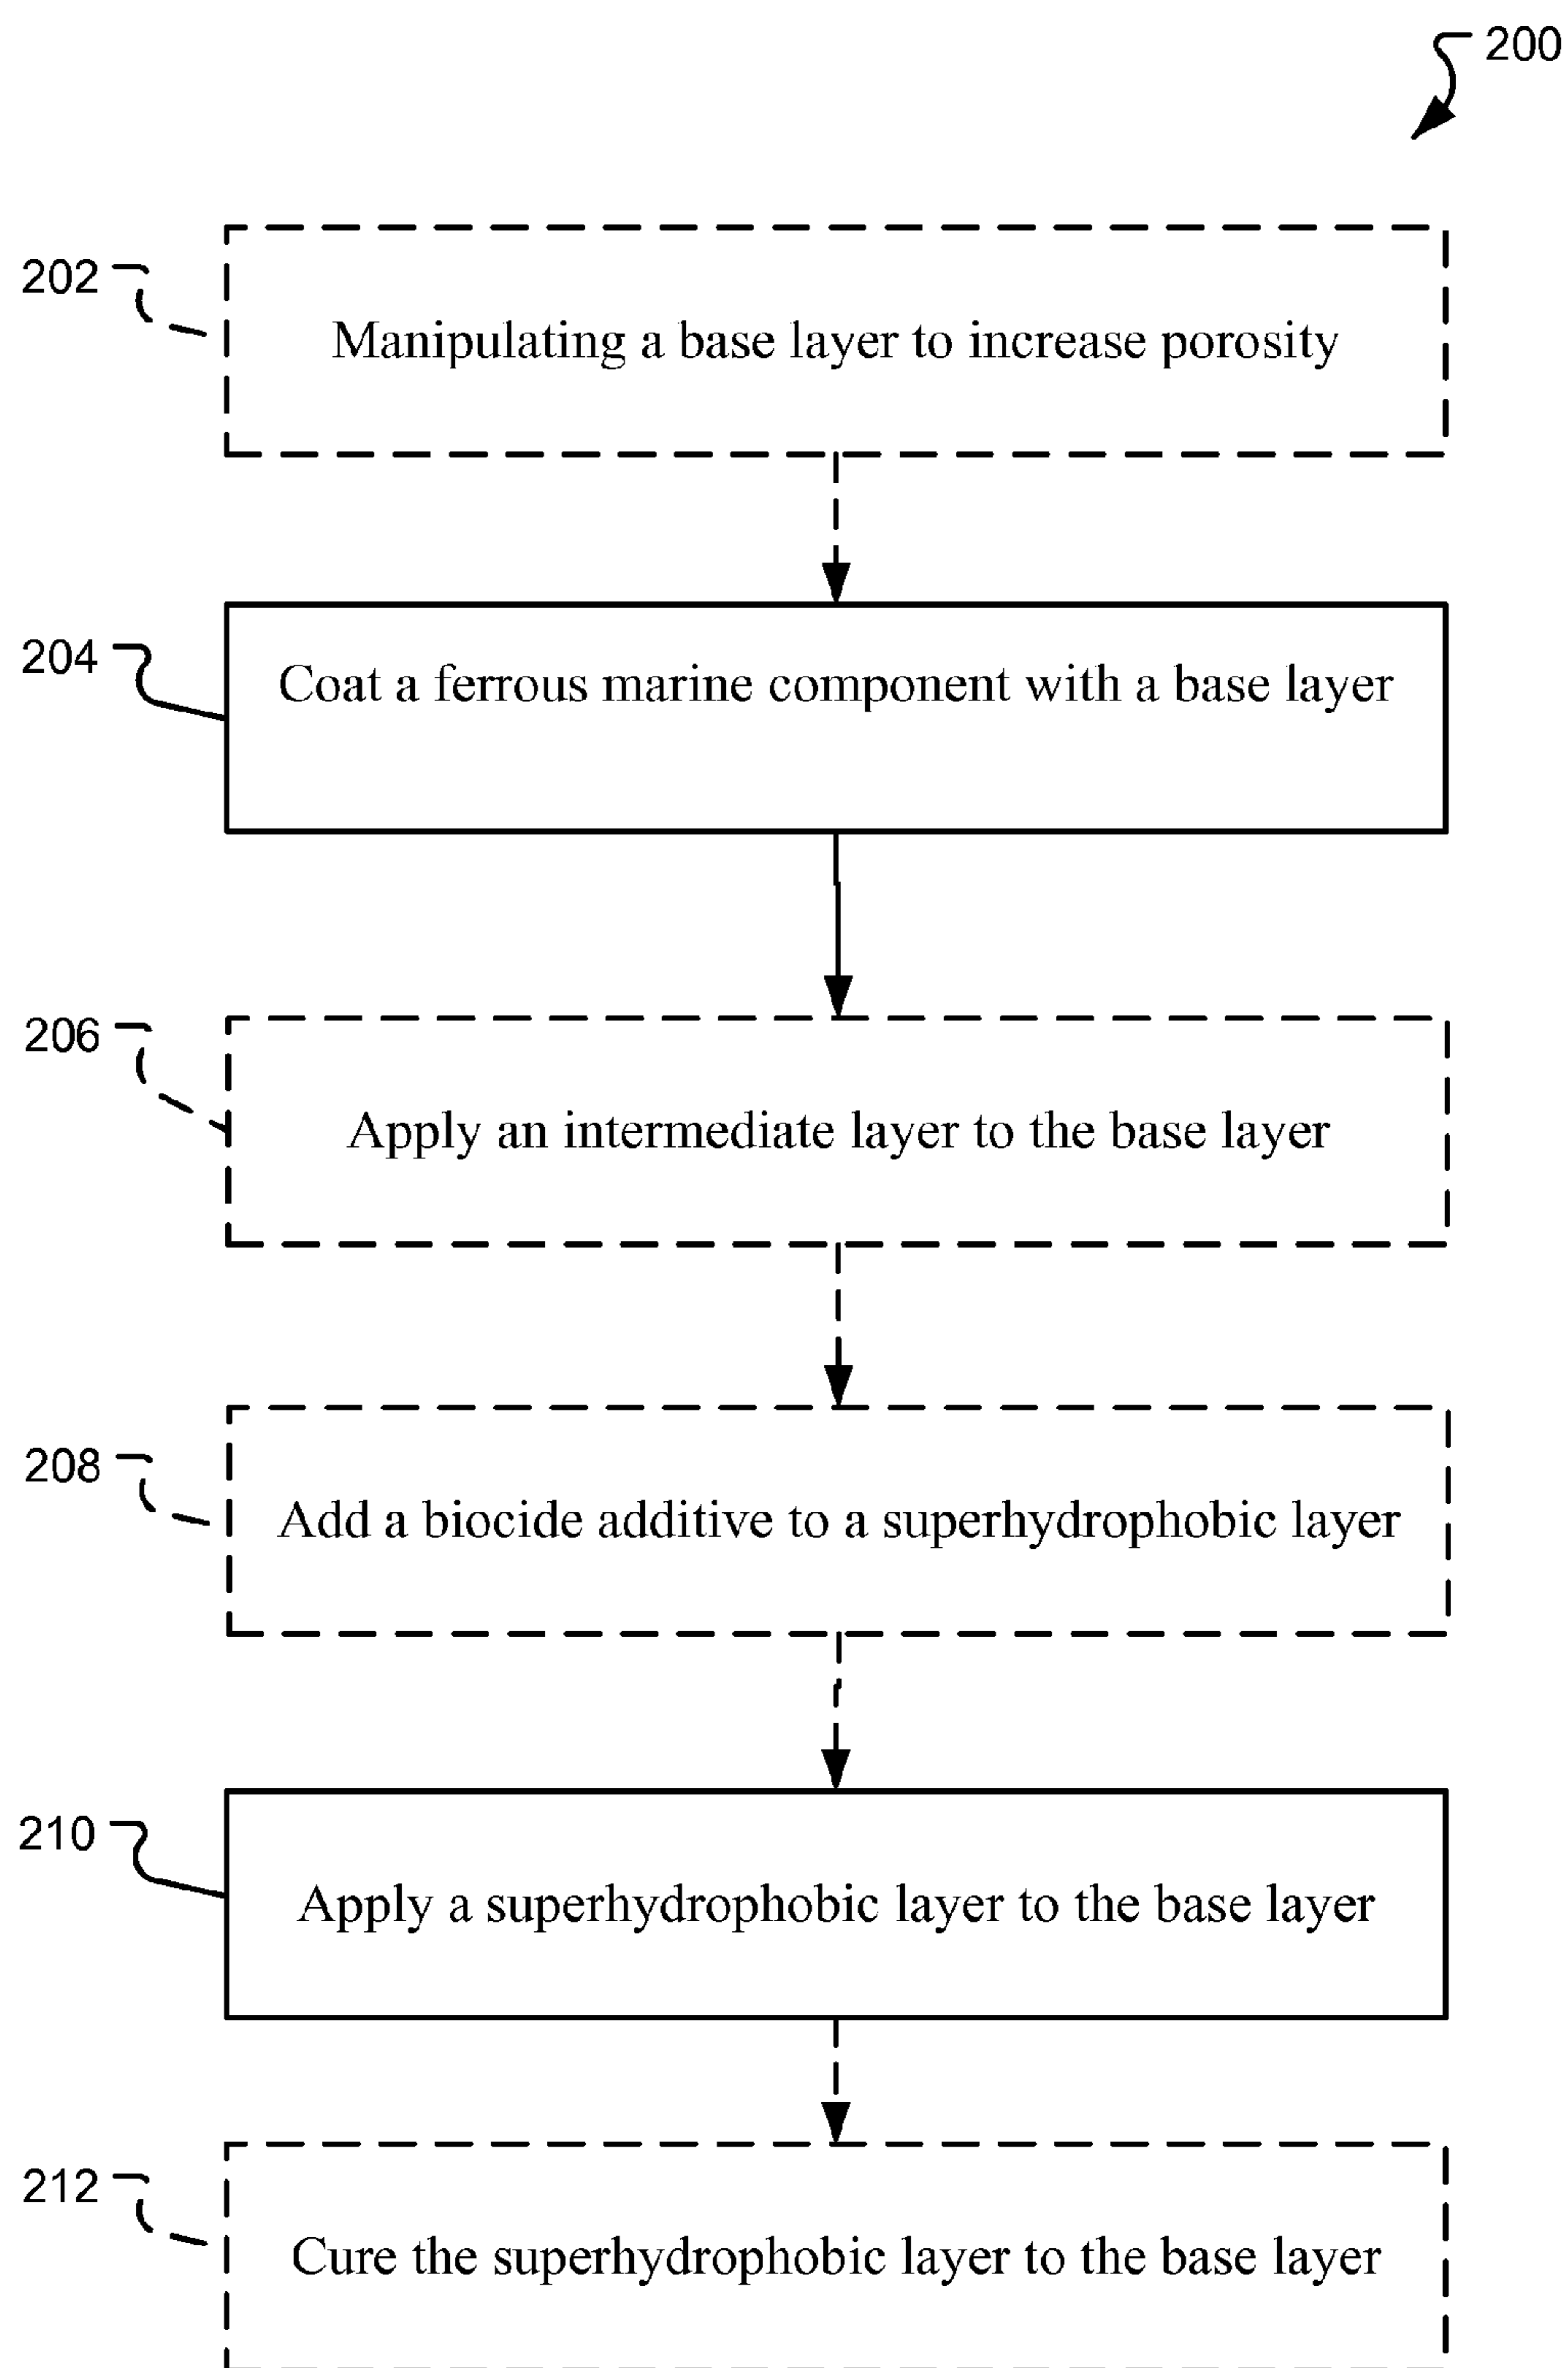 200
202
Manipulating a base layer to increase porosity
204
Coat a ferrous marine component with a base layer
206
Apply an intermediate layer to the base layer
208
Add a biocide additive to a superhydrophobic layer
210
Apply a superhydrophobic layer to the base layer
212
Cure the superhydrophobic layer to the base layer